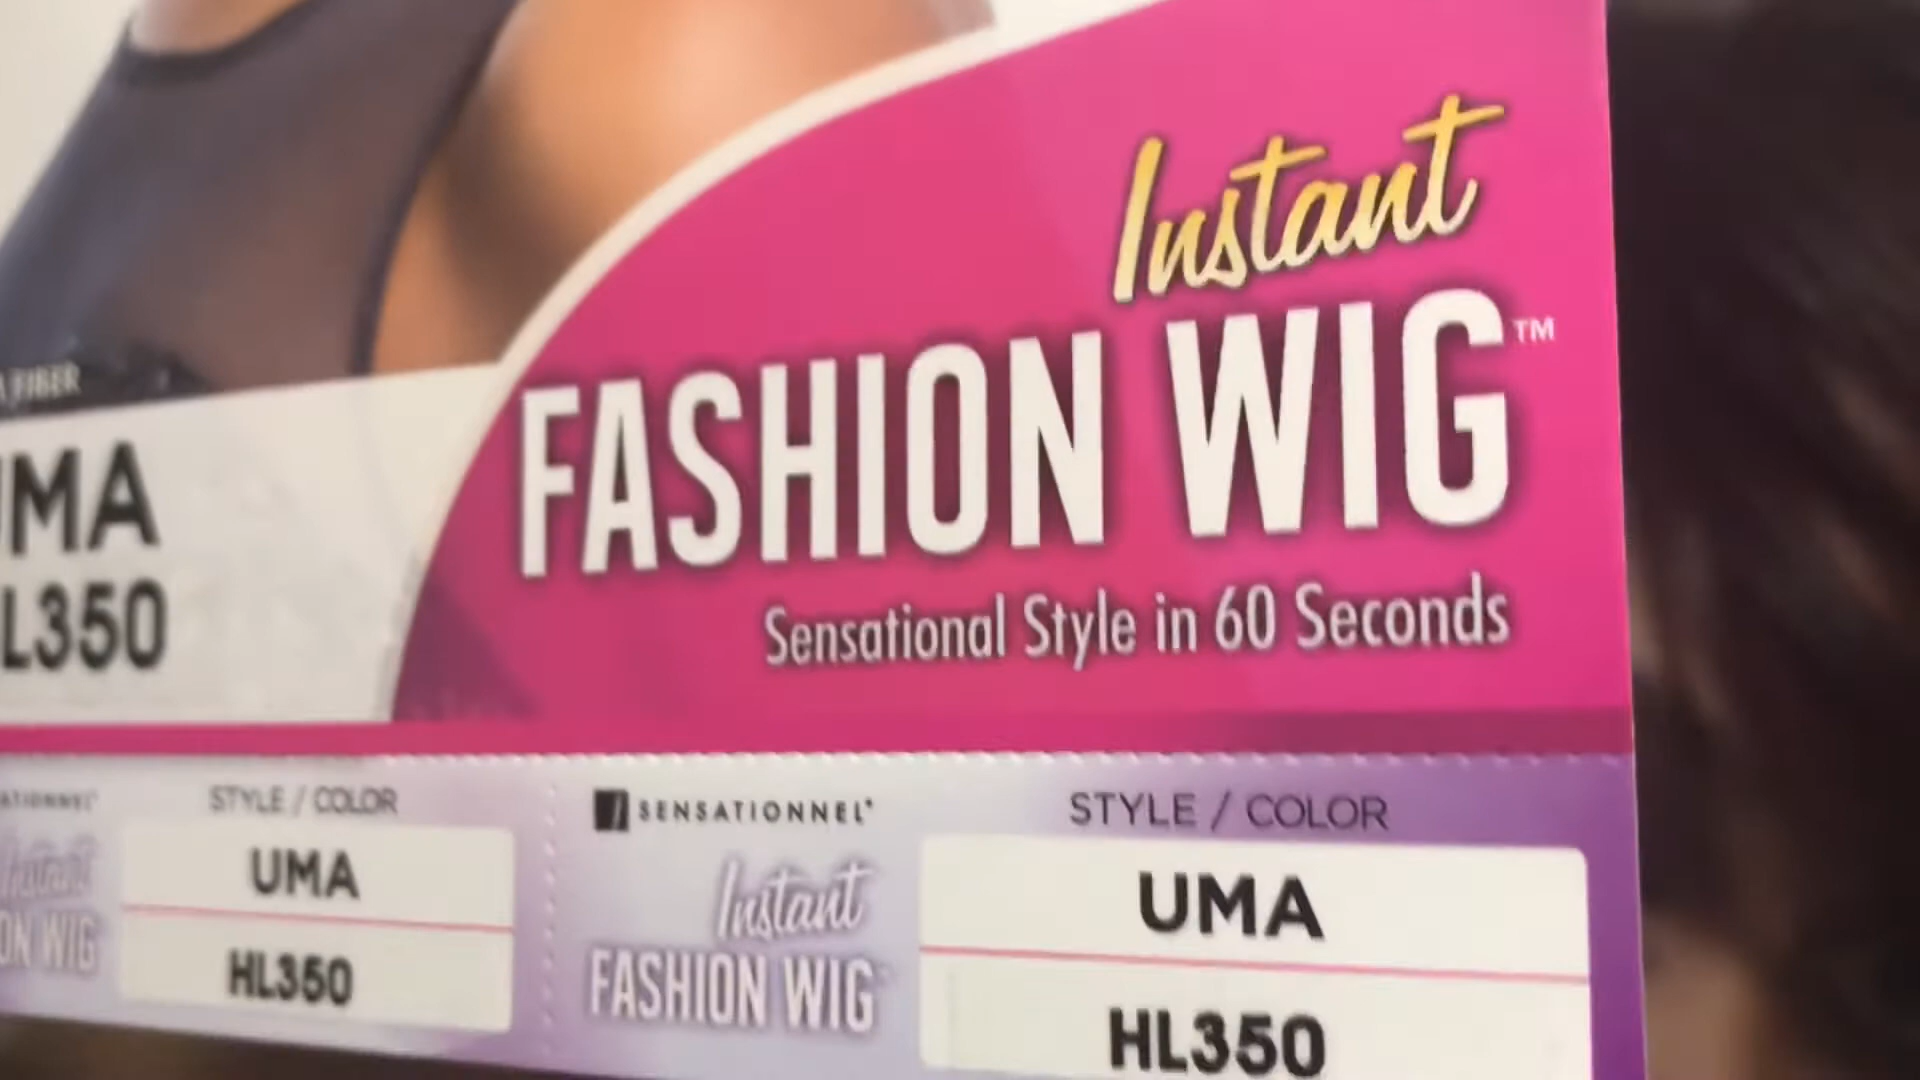 Instant
FASHION WIG™
Sensational Style in 60 Seconds
FIBER
UMA
HL350
STYLE / COLOR
UMA
HL350
Instant
ON WIG
SENSATIONNEL
Instant
FASHION WIG
STYLE / COLOR
UMA
HL350